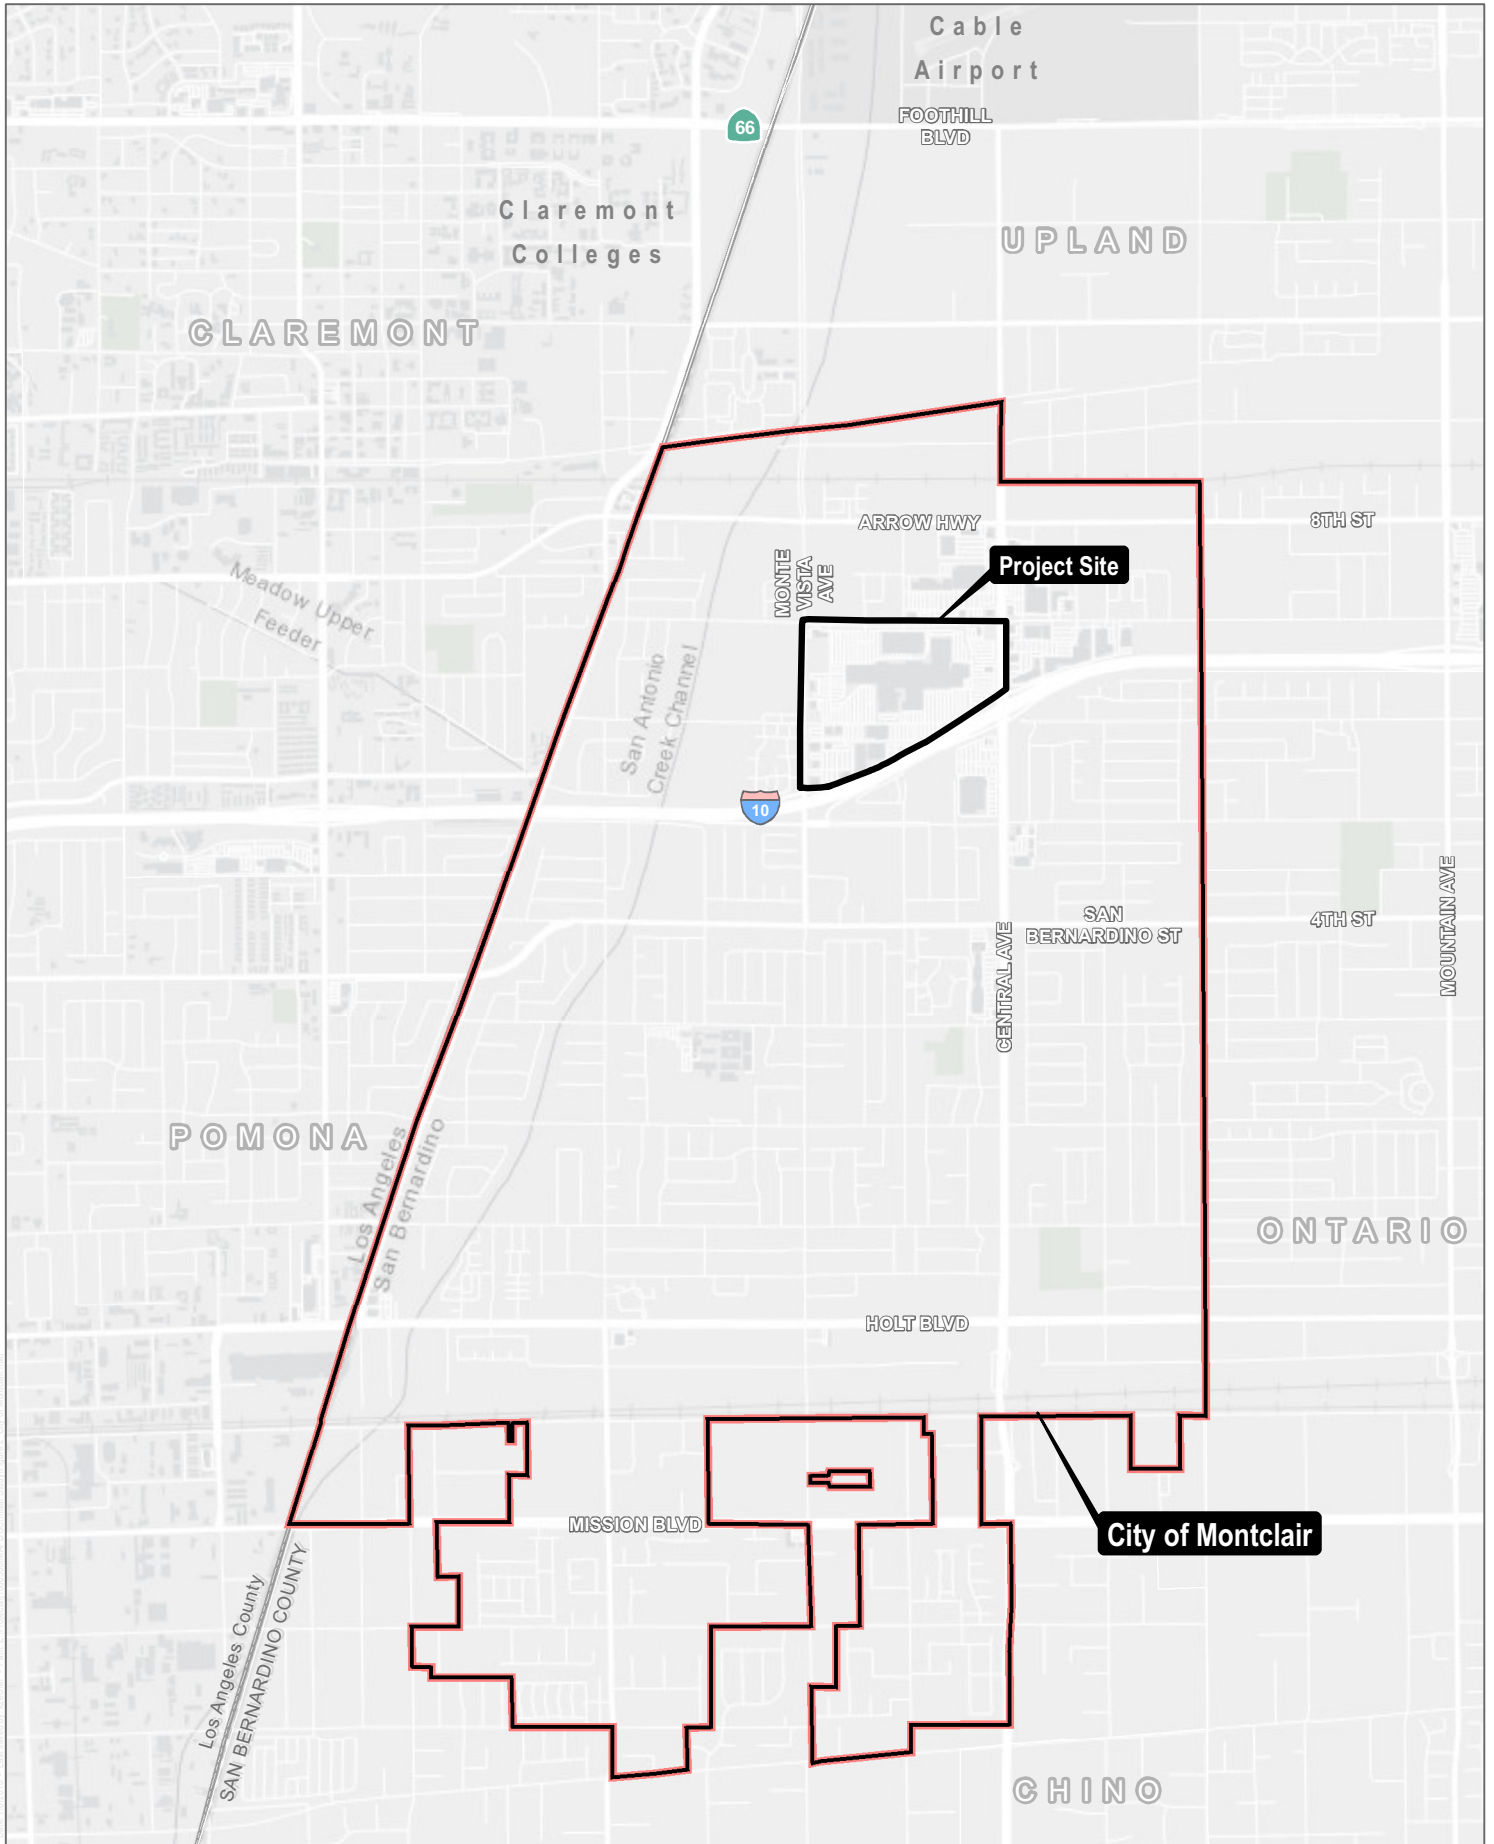 Cable
Airport
66
FOOTHILL
BLVD
Claremont
Colleges
UPLAND
CLAREMONT
ARROW HWY
8TH ST
MONTE
VISTA
AVE
Project Site
Meadow Upper
Feeder
San Antonio
Creek Channel
10
SAN
BERNARDINO ST
4TH ST
MOUNTAIN AVE
CENTRAL AVE
POMONA
Los Angeles
San Bernardino
ONTARIO
HOLT BLVD
MISSION BLVD
City of Montclair
Los Angeles County
SAN BERNARDINO COUNTY
CHINO